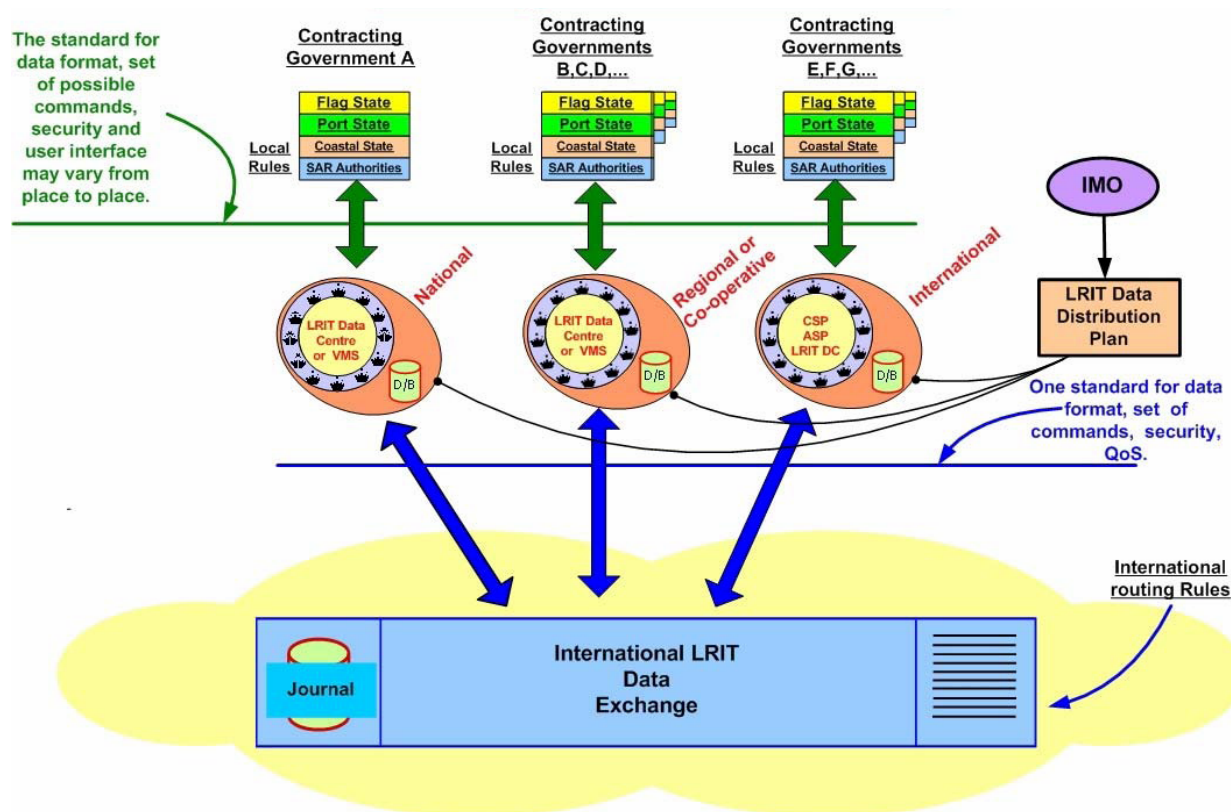 The standard for
data format, set
of possible
commands,
security and
user interface
may vary from
place to place.
Contracting
Government A
Flag State
Port State
Coastal State
SAR Authorities
Local
Rules
Contracting
Governments
B,C,D,...
Flag State
Port State
Coastal State
SAR Authorities
Local
Rules
Contracting
Governments
E,F,G,...
Flag State
Port State
Coastal State
SAR Authorities
Local
Rules
IMO
LRIT Data
Distribution
Plan
National
LRIT Data
Centre
or VMS
D/B
Regional or
Co-operative
LRIT Data
Centre
or VMS
D/B
International
CSP
ASP
LRIT DC
D/B
One standard for data
format, set of
commands, security,
QoS.
International
routing Rules
Journal
International LRIT
Data
Exchange